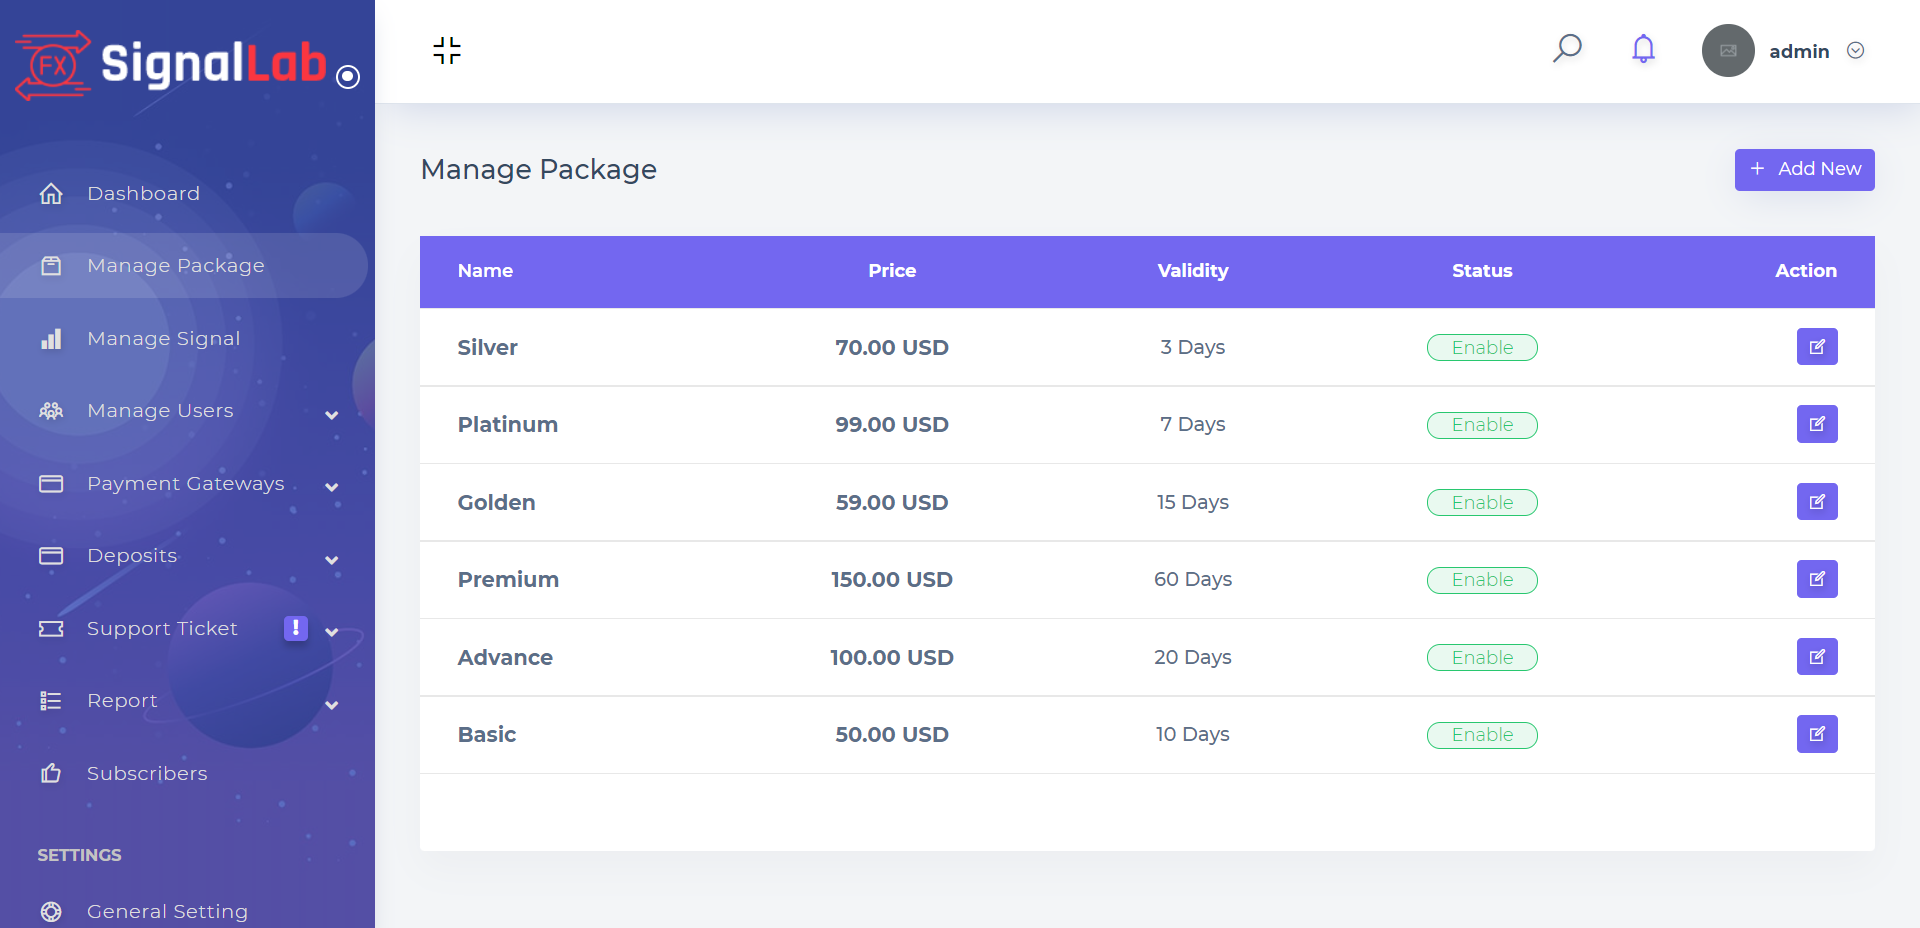 FX SignalLab
admin
Dashboard
Manage Package
Manage Signal
Manage Users
Payment Gateways
Deposits
Support Ticket !
Report
Subscribers
SETTINGS
General Setting
Manage Package
+ Add New
Name Price Validity Status Action
Silver 70.00 USD 3 Days Enable
Platinum 99.00 USD 7 Days Enable
Golden 59.00 USD 15 Days Enable
Premium 150.00 USD 60 Days Enable
Advance 100.00 USD 20 Days Enable
Basic 50.00 USD 10 Days Enable